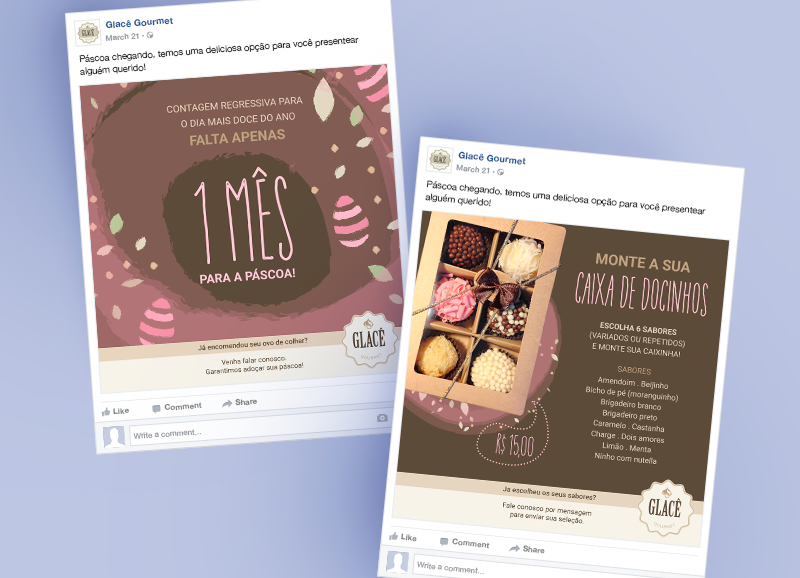 GLACÊ
Glacê Gourmet
March 21
Páscoa chegando, temos uma deliciosa opção para você presentear
alguém querido!
CONTAGEM REGRESSIVA PARA
O DIA MAIS DOCE DO ANO
FALTA APENAS
1 MÊS
PARA A PÁSCOA!
Já encomendou seu ovo de colher?
Venha falar conosco.
Garantimos adoçar sua páscoa!
GLACÊ
Like Comment Share
Write a comment...
GLACÊ
Glacê Gourmet
March 21
Páscoa chegando, temos uma deliciosa opção para você presentear
alguém querido!
MONTE A SUA
CAIXA DE DOCINHOS
ESCOLHA 6 SABORES
(VARIADOS OU REPETIDOS)
E MONTE SUA CAIXINHA!
SABORES
Amendoim . Beijinho
Bicho de pé (moranguinho)
Brigadeiro branco
Brigadeiro preto
Caramelo . Castanha
Charge . Dois amores
Limão . Menta
Ninho com nutella
R$ 15,00
Ja escolheu os seus sabores?
Fale conosco por mensagem
para enviar sua seleção.
GLACÊ
Like Comment Share
Write a comment...